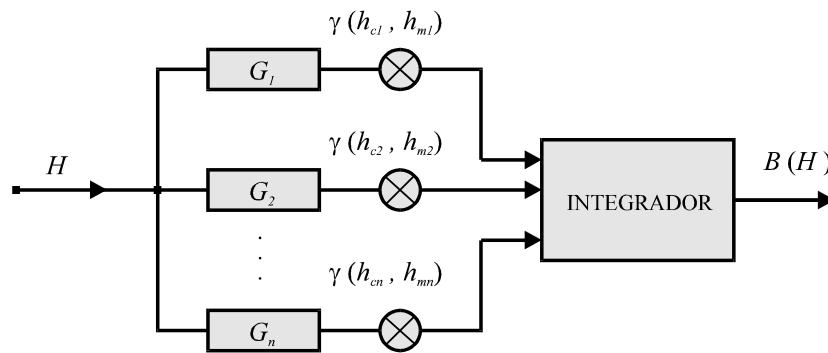 γ (h_c1 , h_m1)
G_1
H
γ (h_c2 , h_m2)
G_2
INTEGRADOR
B (H )
. . .
γ (h_cn , h_mn)
G_n